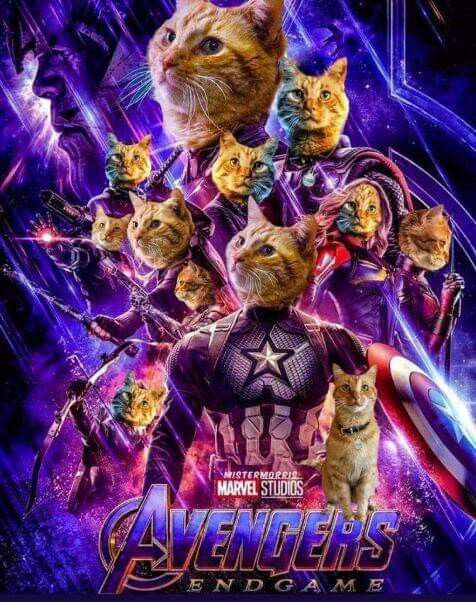 MISTERMORRIS
MARVEL STUDIOS
AVENGERS
ENDGAME